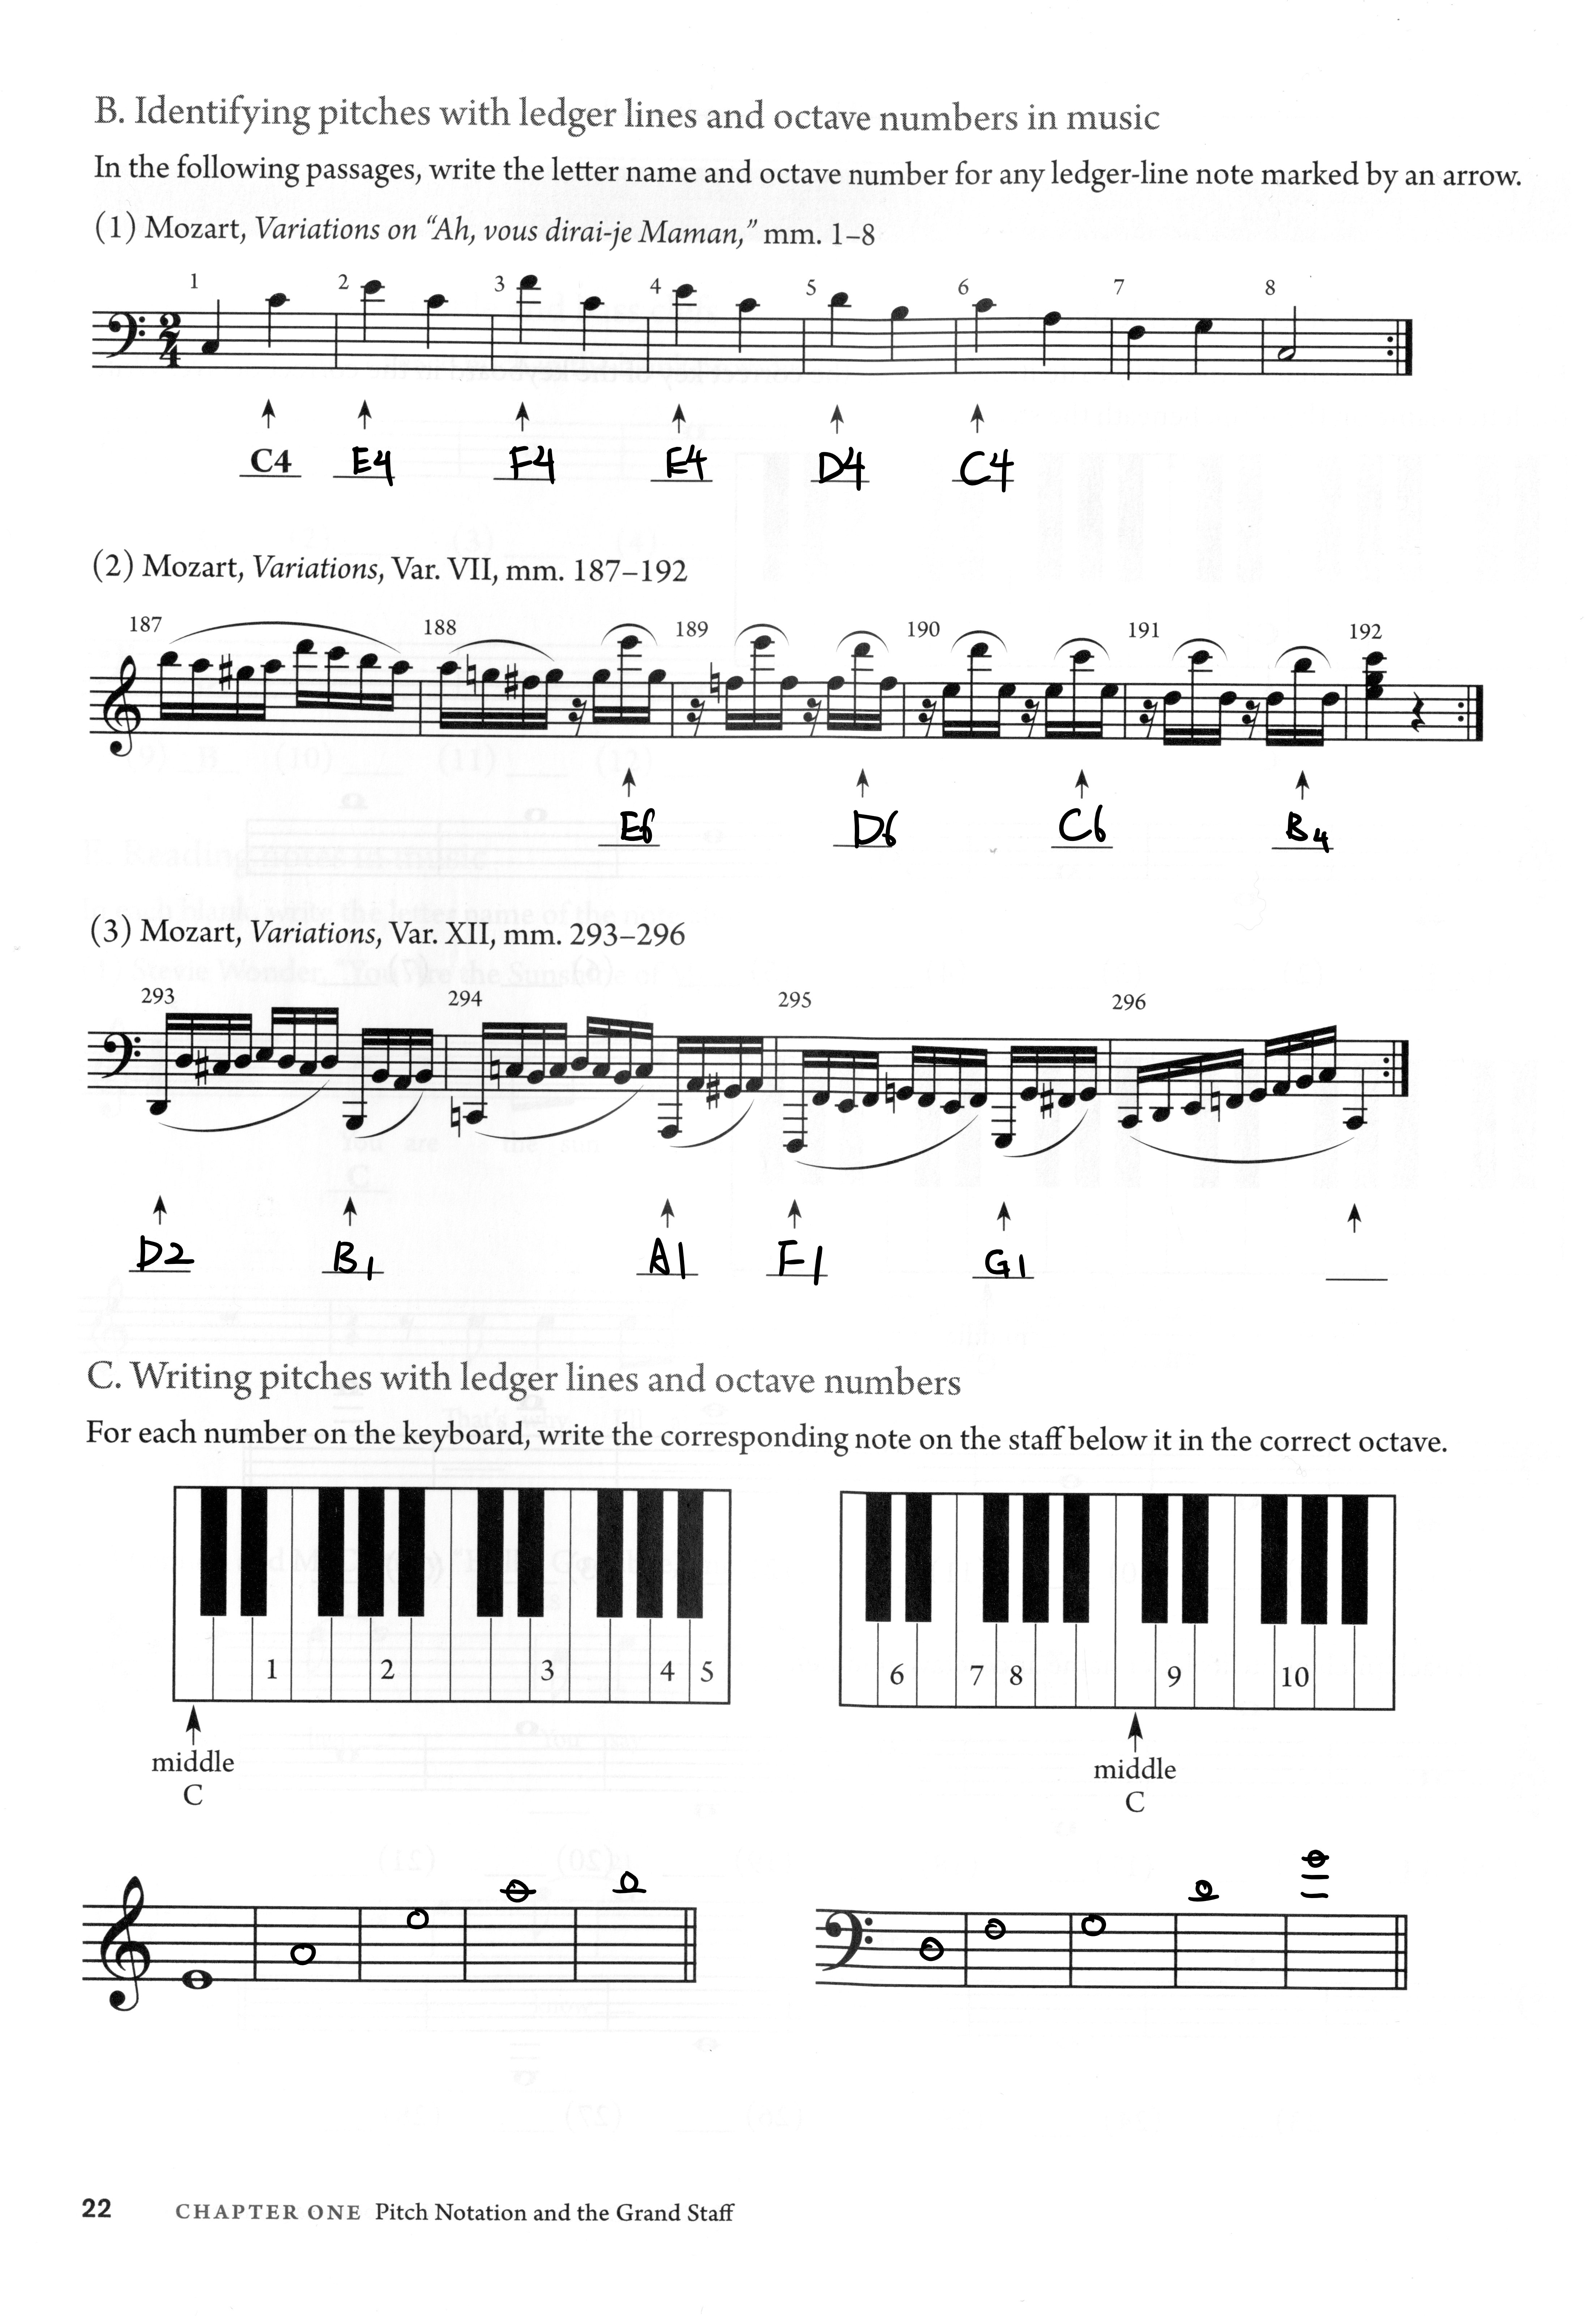 B. Identifying pitches with ledger lines and octave numbers in music
In the following passages, write the letter name and octave number for any ledger-line note marked by an arrow.
(1) Mozart, Variations on “Ah, vous dirai-je Maman,” mm. 1–8
1 2 3 4 5 6 7 8
2
4
C4 E4 F4 E4 D4 C4
(2) Mozart, Variations, Var. VII, mm. 187–192
187 188 189 190 191 192
E6 D6 C6 B4
(3) Mozart, Variations, Var. XII, mm. 293–296
293 294 295 296
D2 B1 A1 F1 G1
C. Writing pitches with ledger lines and octave numbers
For each number on the keyboard, write the corresponding note on the staff below it in the correct octave.
1 2 3 4 5 6 7 8 9 10
middle
C
middle
C
22 CHAPTER ONE Pitch Notation and the Grand Staff